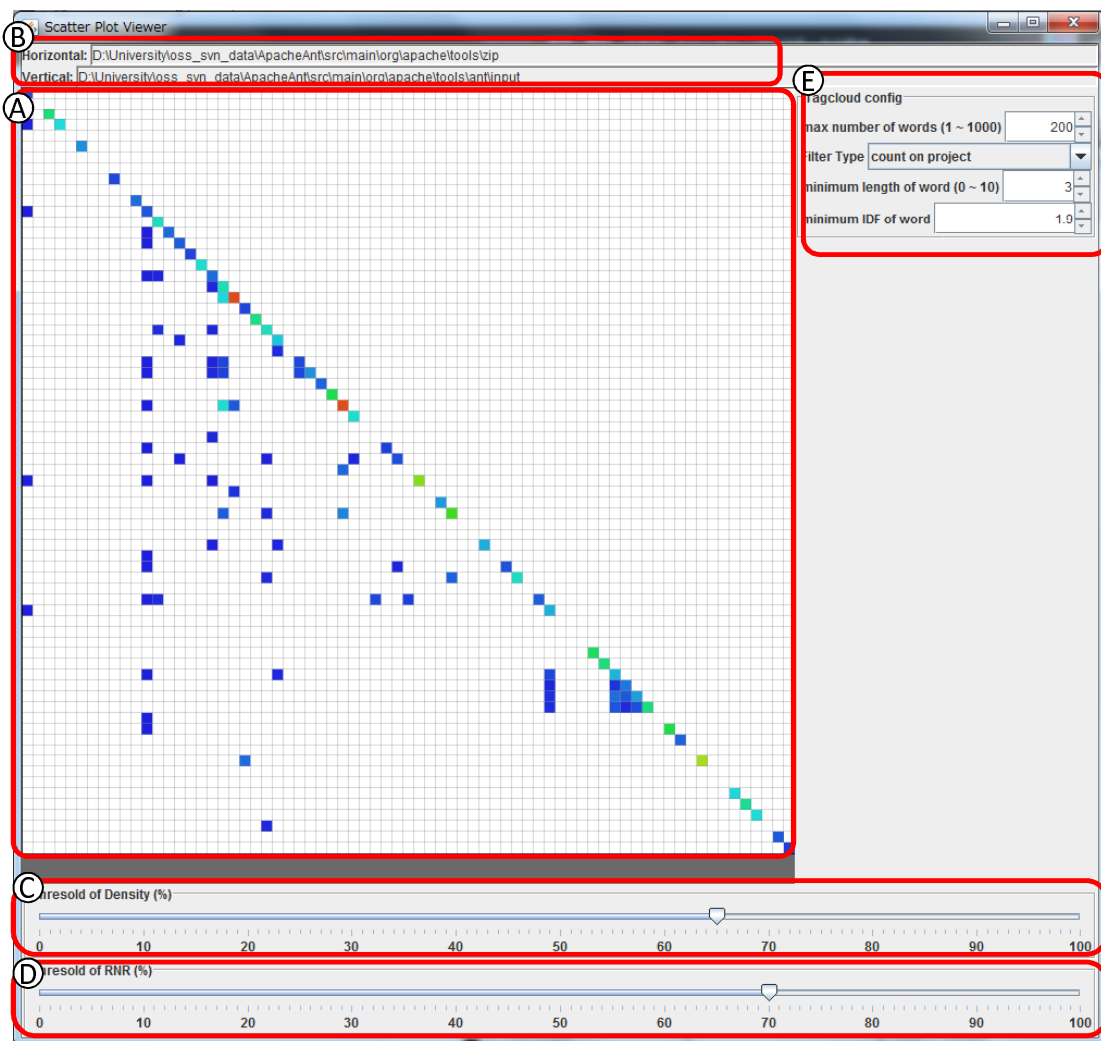 Scatter Plot Viewer
B
Horizontal: D:\University\oss_svn_data\ApacheAnt\src\main\org\apache\tools\zip
Vertical: D:\University\oss_svn_data\ApacheAnt\src\main\org\apache\tools\ant\input
A
E
Tagcloud config
max number of words (1 ~ 1000) 200
Filter Type count on project
minimum length of word (0 ~ 10) 3
minimum IDF of word 1.9
C
hresold of Density (%)
0 10 20 30 40 50 60 70 80 90 100
D
hresold of RNR (%)
0 10 20 30 40 50 60 70 80 90 100